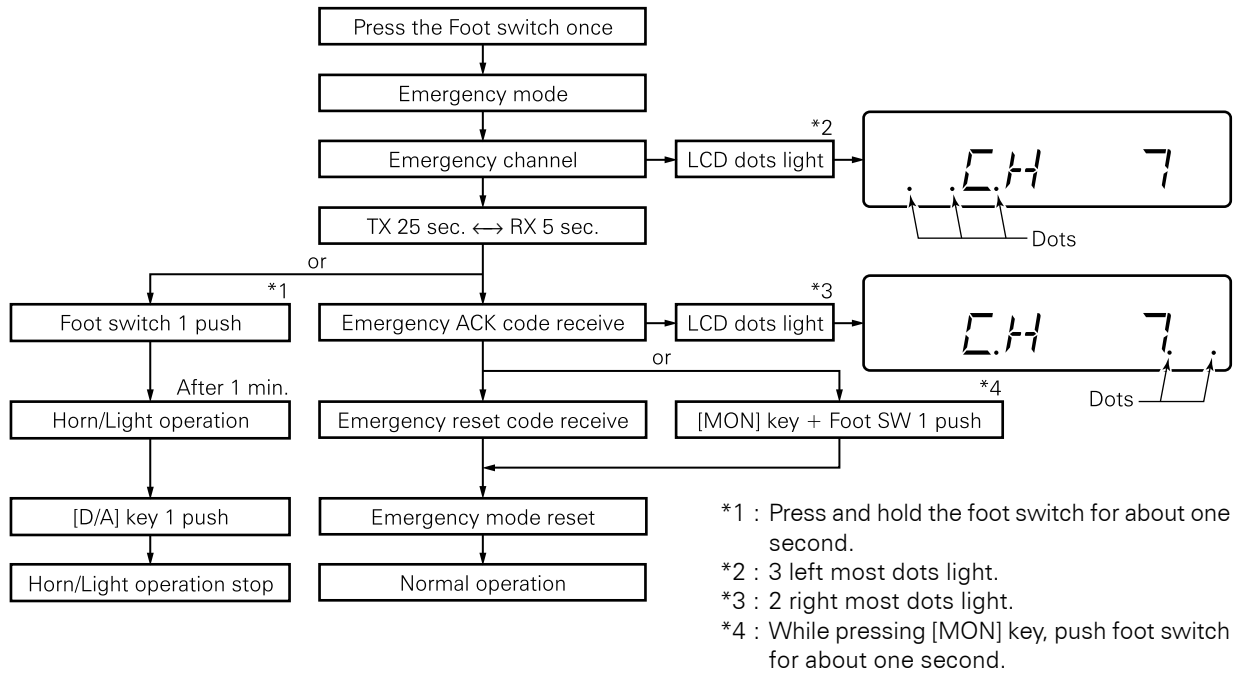 Press the Foot switch once
Emergency mode
Emergency channel
*2
LCD dots light
C.H 7
Dots
TX 25 sec. ⟷ RX 5 sec.
or
*1
Foot switch 1 push
Emergency ACK code receive
*3
LCD dots light
C.H 7.
Dots
or
After 1 min.
Horn/Light operation
Emergency reset code receive
*4
[MON] key + Foot SW 1 push
[D/A] key 1 push
Emergency mode reset
Horn/Light operation stop
Normal operation
*1 : Press and hold the foot switch for about one
second.
*2 : 3 left most dots light.
*3 : 2 right most dots light.
*4 : While pressing [MON] key, push foot switch
for about one second.